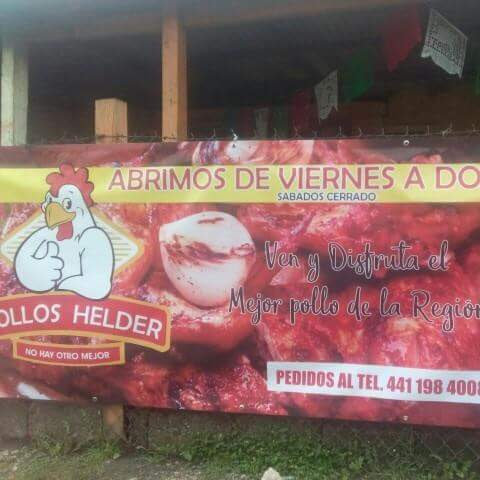 ABRIMOS DE VIERNES A DO
SABADOS CERRADO
OLLOS HELDER
NO HAY OTRO MEJOR
Ven y Disfruta el
Mejor pollo de la Región
PEDIDOS AL TEL. 441 198 4008